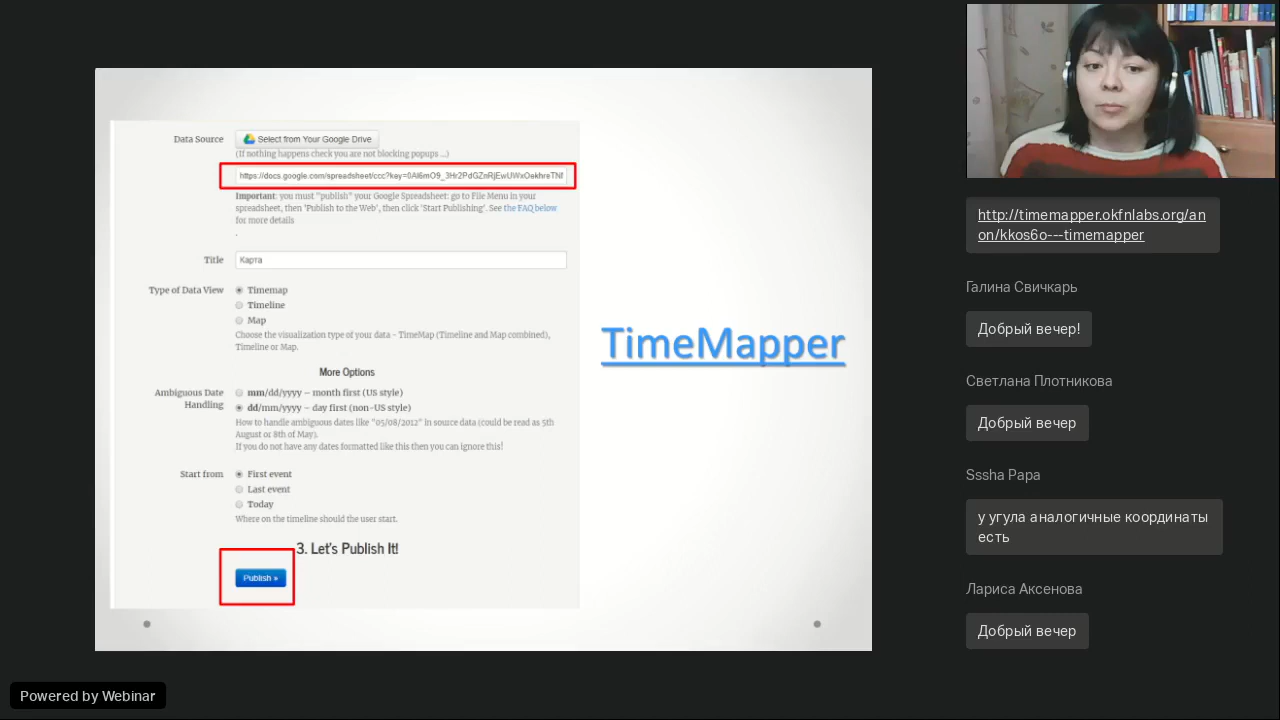 Data Source
Select from Your Google Drive
(If nothing happens check you are not blocking popups ...)
Important: you must "publish" your Google Spreadsheet: go to File Menu in your
spreadsheet, then 'Publish to the Web', then click 'Start Publishing'. See the FAQ below
for more details
.
Title
Карта
Type of Data View
Timemap
Timeline
Map
Choose the visualization type of your data - TimeMap (Timeline and Map combined),
Timeline or Map.
More Options
Ambiguous Date
Handling
mm/dd/yyyy – month first (US style)
dd/mm/yyyy – day first (non-US style)
How to handle ambiguous dates like "05/08/2012" in source data (could be read as 5th
August or 8th of May).
If you do not have any dates formatted like this then you can ignore this!
Start from
First event
Last event
Today
Where on the timeline should the user start.
3. Let's Publish It!
Publish »
TimeMapper
http://timemapper.okfnlabs.org/an
on/kkos6o---timemapper
Галина Свичкарь
Добрый вечер!
Светлана Плотникова
Добрый вечер
Sssha Papa
у угула аналогичные координаты
есть
Лариса Аксенова
Добрый вечер
Powered by Webinar